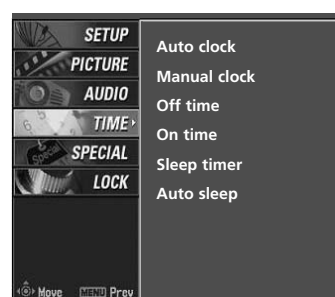 SETUP
PICTURE
AUDIO
TIME
SPECIAL
LOCK
Move MENU Prev
Auto clock
Manual clock
Off time
On time
Sleep timer
Auto sleep